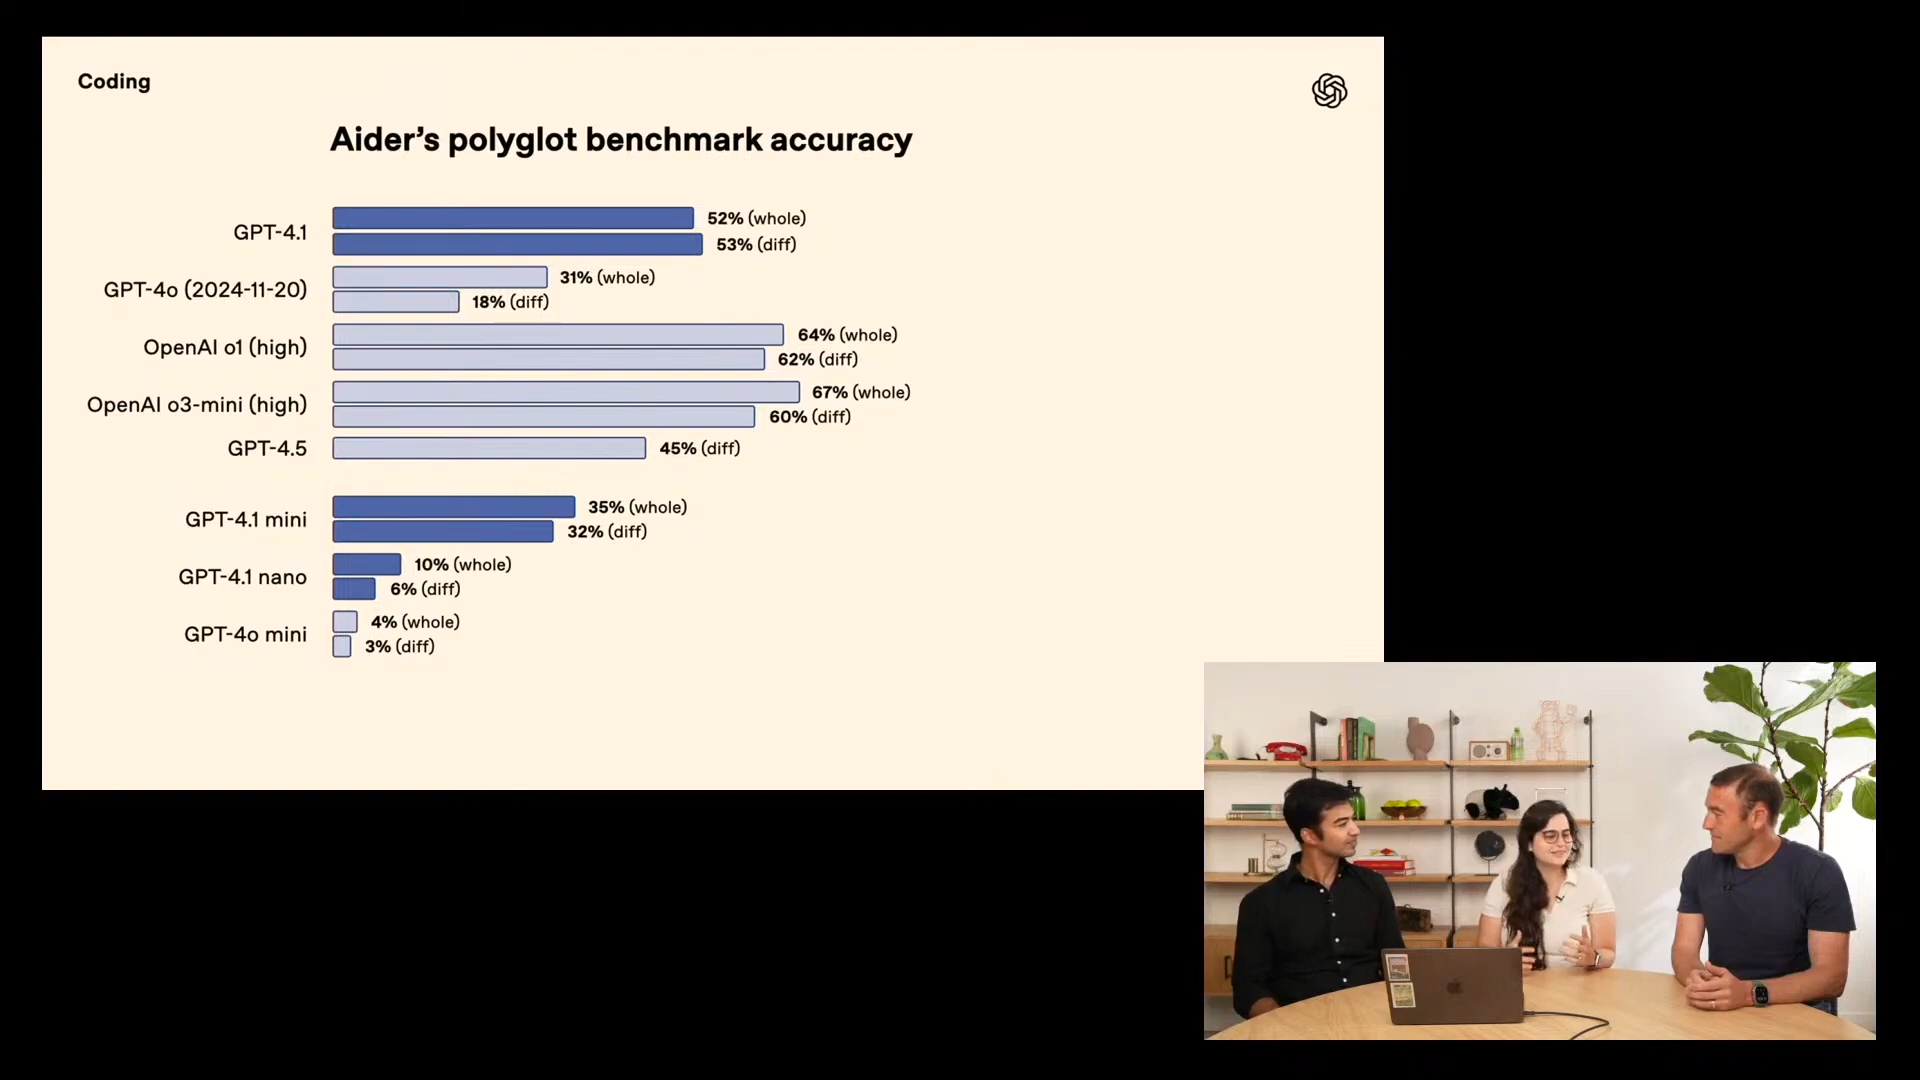 Coding
Aider's polyglot benchmark accuracy
GPT-4.1
52% (whole)
53% (diff)
GPT-4o (2024-11-20)
31% (whole)
18% (diff)
OpenAI o1 (high)
64% (whole)
62% (diff)
OpenAI o3-mini (high)
67% (whole)
60% (diff)
GPT-4.5
45% (diff)
GPT-4.1 mini
35% (whole)
32% (diff)
GPT-4.1 nano
10% (whole)
6% (diff)
GPT-4o mini
4% (whole)
3% (diff)